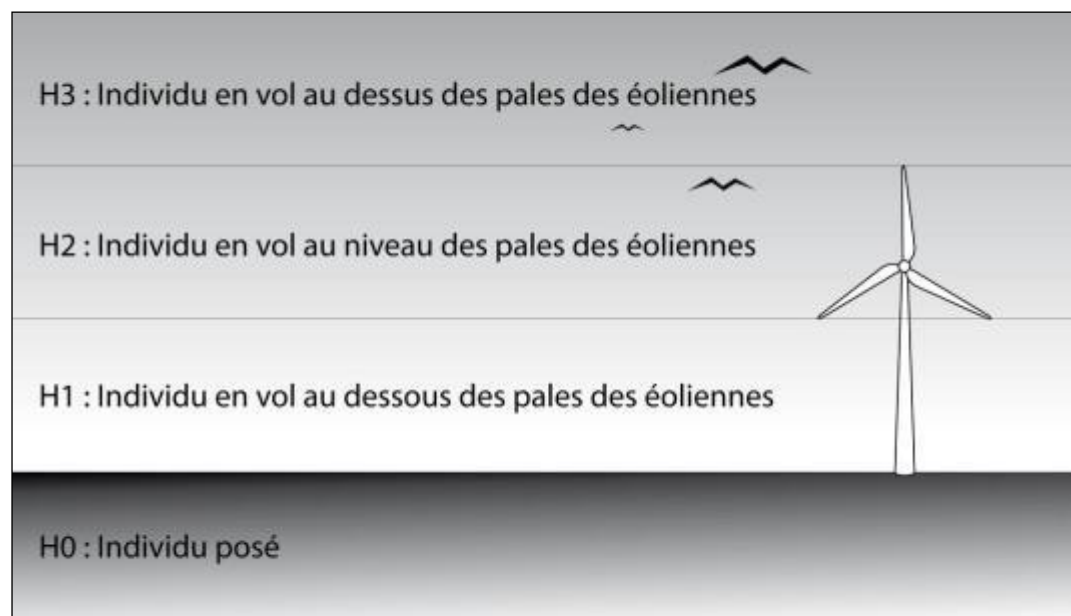 H3 : Individu en vol au dessus des pales des éoliennes
H2 : Individu en vol au niveau des pales des éoliennes
H1 : Individu en vol au dessous des pales des éoliennes
H0 : Individu posé